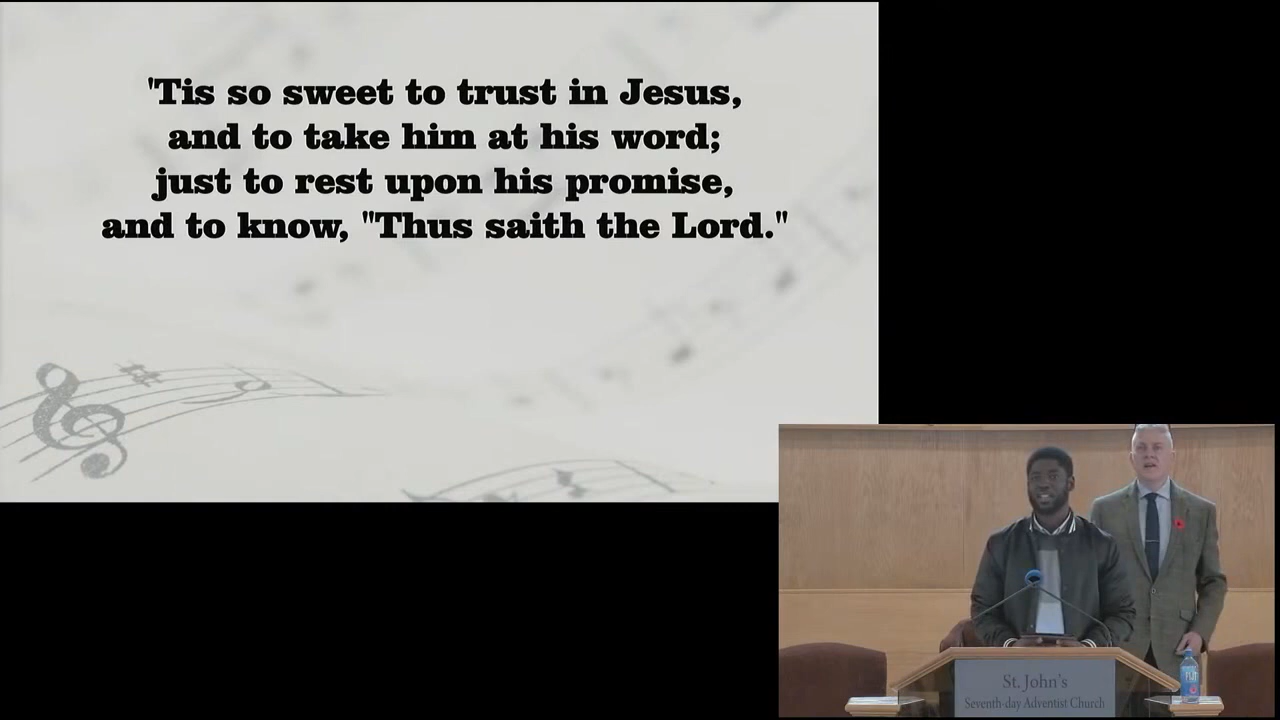 'Tis so sweet to trust in Jesus,
and to take him at his word;
just to rest upon his promise,
and to know, "Thus saith the Lord."
St. John's
Seventh-day Adventist Church
FIJI